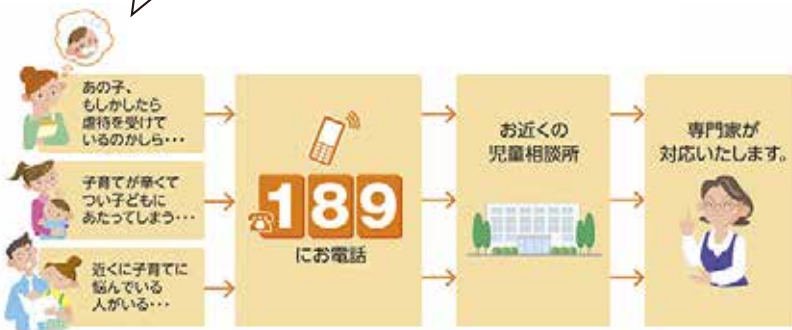 あの子、
もしかしたら
虐待を受けて
いるのかしら・・・
子育てが辛くて
つい子どもに
あたってしまう・・・
近くに子育てに
悩んでいる
人がいる・・・
189
にお電話
お近くの
児童相談所
専門家が
対応いたします。